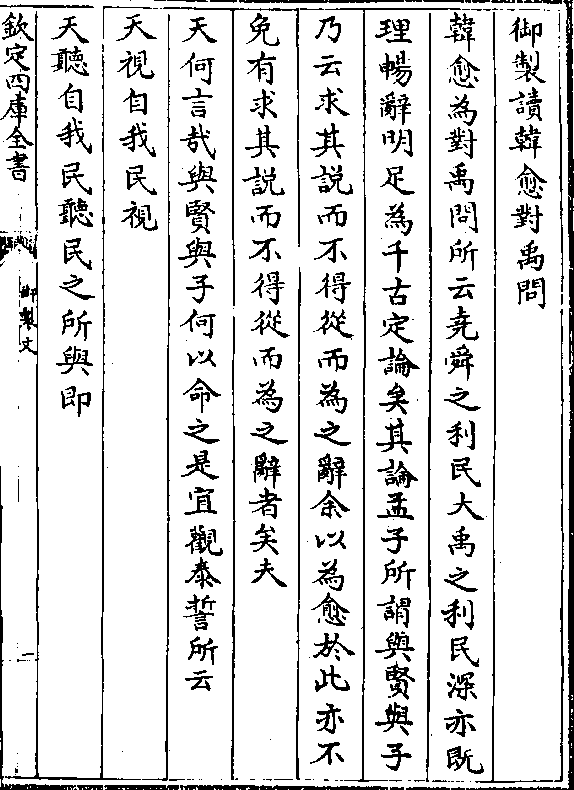 御製讀韓愈對禹問
韓愈為對禹問所云堯舜之利民大禹之利民深亦既
理暢辭明足為千古定論矣其論孟子所謂與賢與子
乃云求其說而不得從而為之辭余以為愈於此亦不
免有求其說而不得從而為之辭者矣夫
天何言哉與賢與子何以命之是宜觀泰誓所云
天視自我民視
天聽自我民聽民之所與即
欽定四庫全書
御製文
一